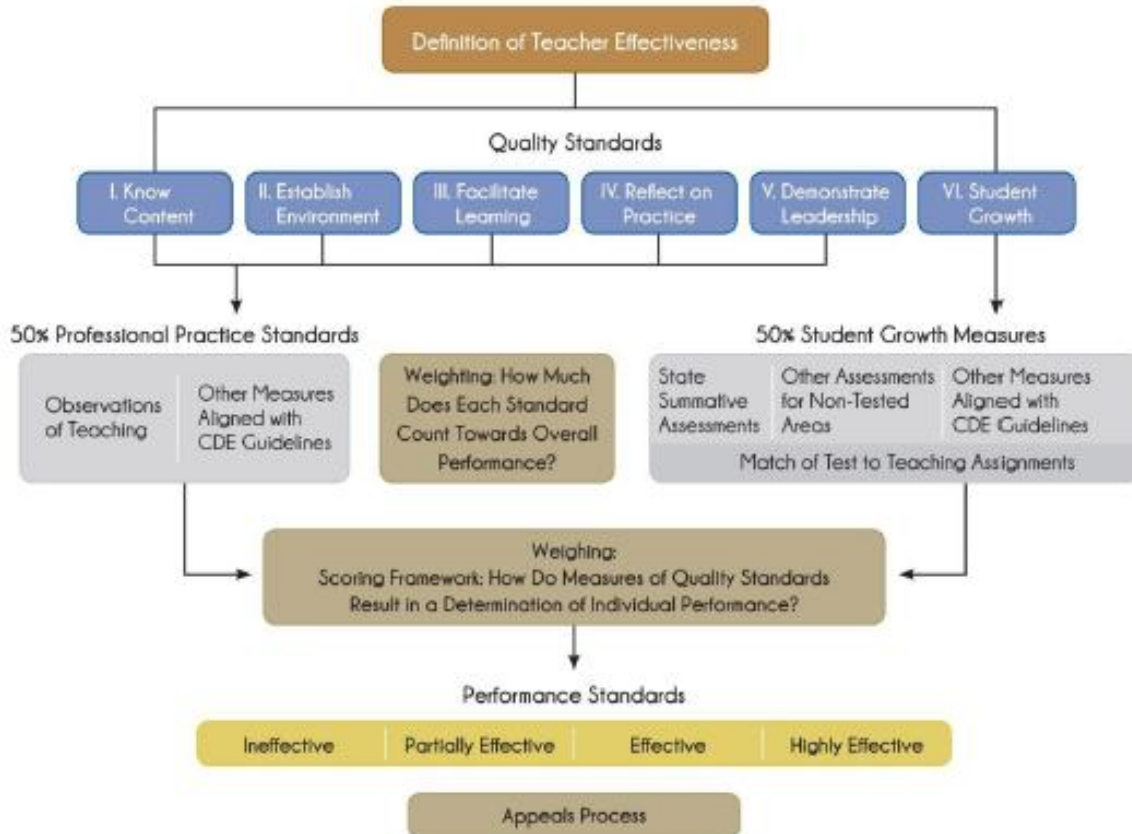 Definition of Teacher Effectiveness
Quality Standards
I. Know
Content
II. Establish
Environment
III. Facilitate
Learning
IV. Reflect on
Practice
V. Demonstrate
Leadership
VI. Student
Growth
50% Professional Practice Standards
Observations
of Teaching
Other Measures
Aligned with
CDE Guidelines
Weighting: How Much
Does Each Standard
Count Towards Overall
Performance?
50% Student Growth Measures
State
Summative
Assessments
Other Assessments
for Non-Tested
Areas
Other Measures
Aligned with
CDE Guidelines
Match of Test to Teaching Assignments
Weighing:
Scoring Framework: How Do Measures of Quality Standards
Result in a Determination of Individual Performance?
Performance Standards
Ineffective
Partially Effective
Effective
Highly Effective
Appeals Process